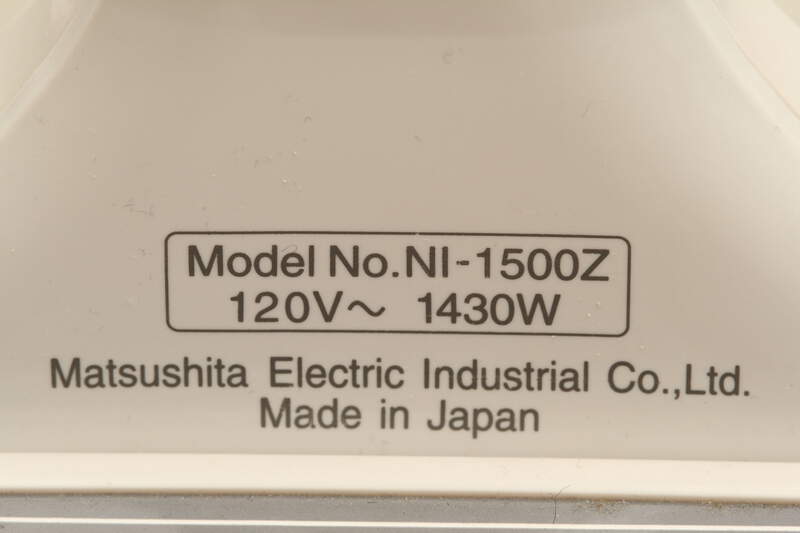 Model No.NI-1500Z
120V～ 1430W
Matsushita Electric Industrial Co.,Ltd.
Made in Japan